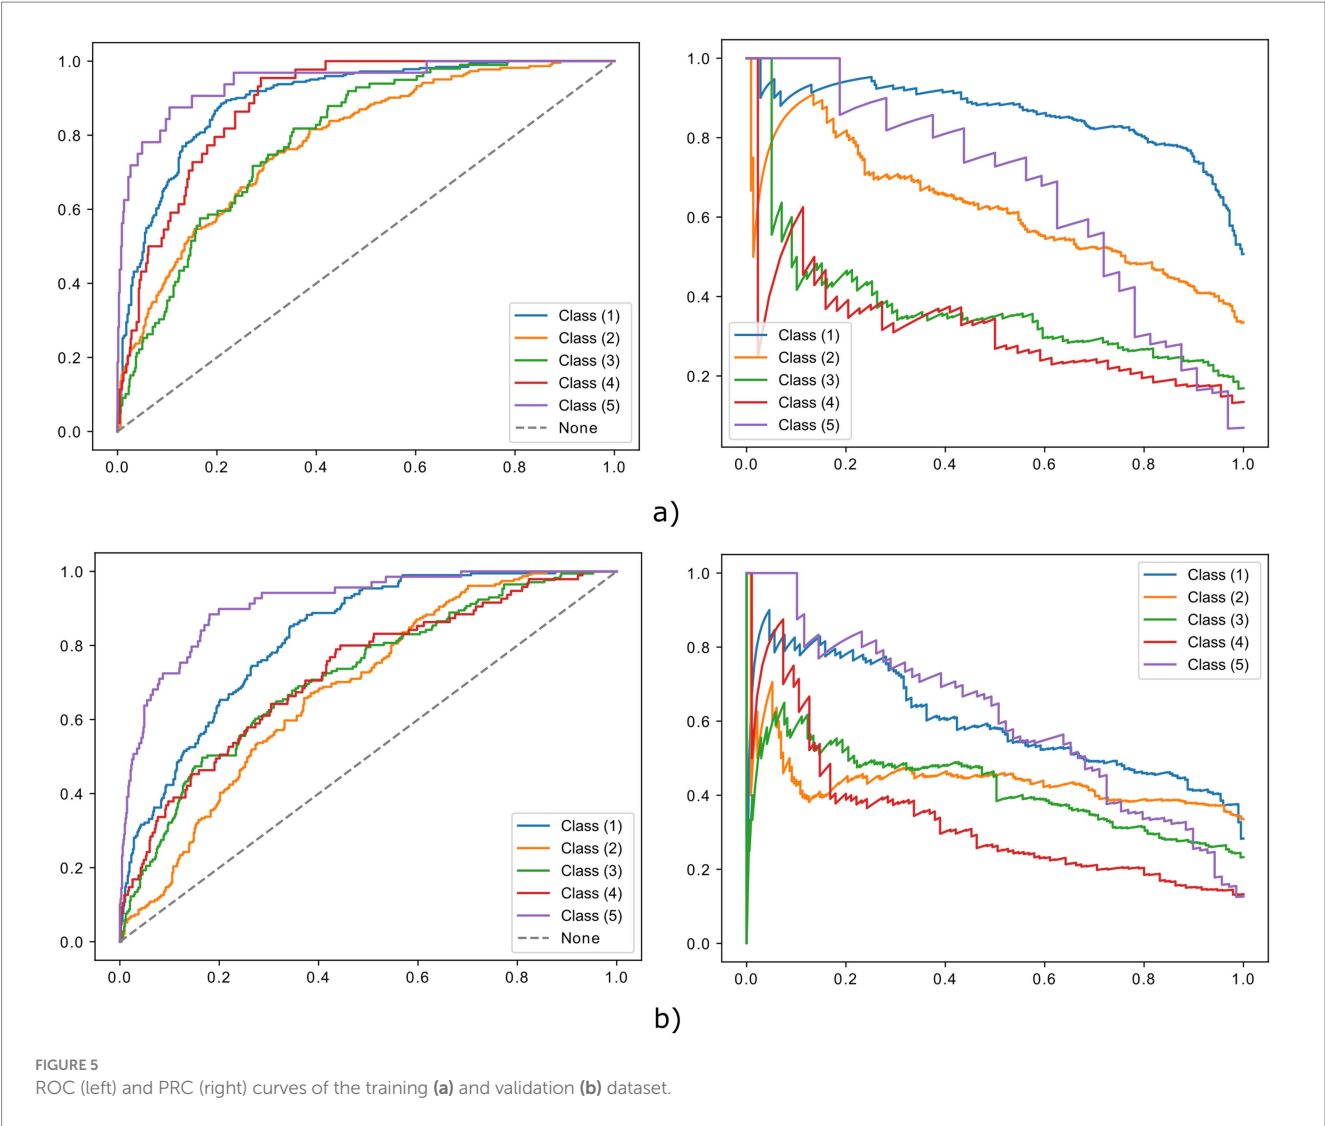 1.0
0.8
0.6
0.4
0.2
0.0
0.0 0.2 0.4 0.6 0.8 1.0
Class (1)
Class (2)
Class (3)
Class (4)
Class (5)
None
1.0
0.8
0.6
0.4
0.2
0.0 0.2 0.4 0.6 0.8 1.0
Class (1)
Class (2)
Class (3)
Class (4)
Class (5)
a)
1.0
0.8
0.6
0.4
0.2
0.0
0.0 0.2 0.4 0.6 0.8 1.0
Class (1)
Class (2)
Class (3)
Class (4)
Class (5)
None
1.0
0.8
0.6
0.4
0.2
0.0
0.0 0.2 0.4 0.6 0.8 1.0
Class (1)
Class (2)
Class (3)
Class (4)
Class (5)
b)
FIGURE 5
ROC (left) and PRC (right) curves of the training (a) and validation (b) dataset.